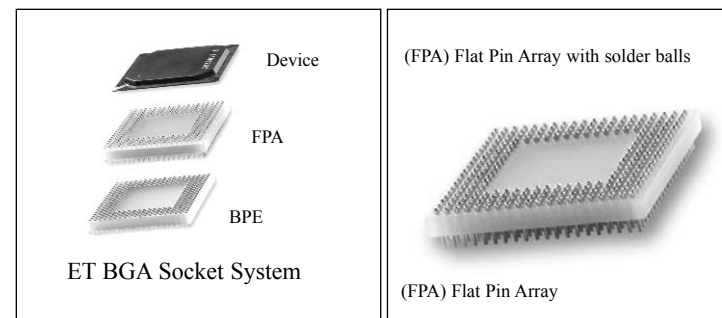 Device
FPA
BPE
ET BGA Socket System
(FPA) Flat Pin Array with solder balls
(FPA) Flat Pin Array